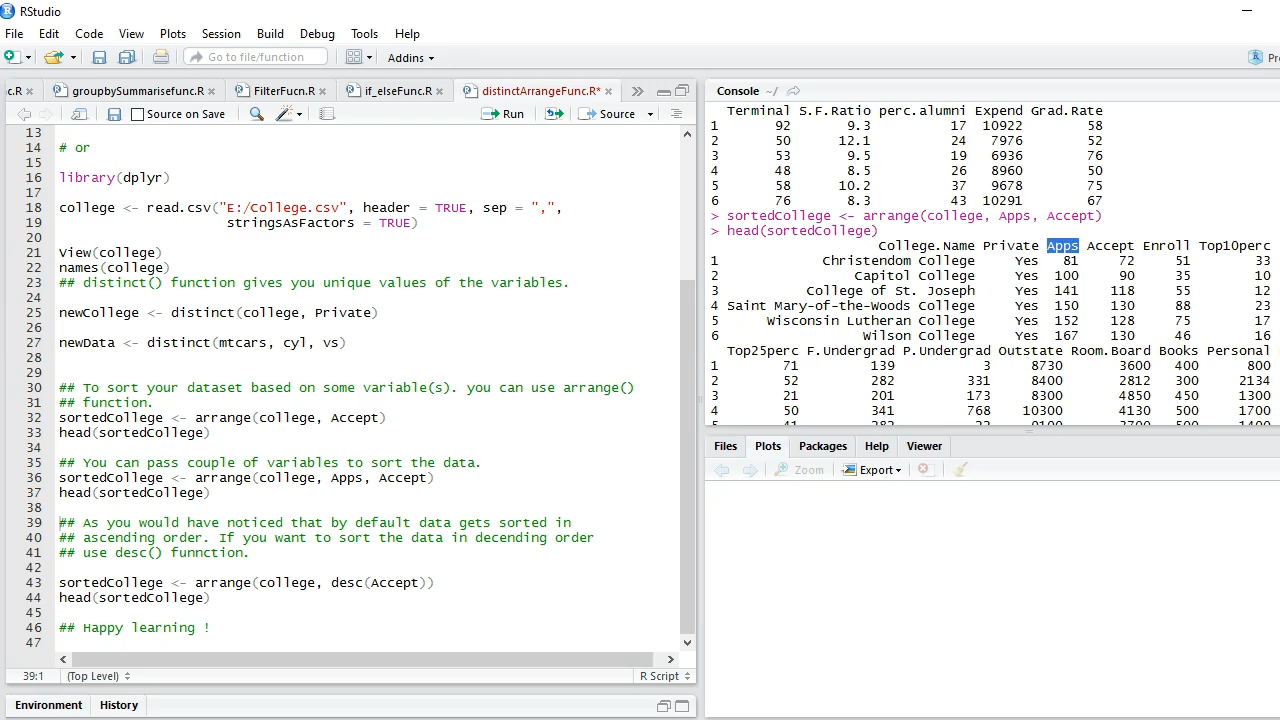 RStudio
File Edit Code View Plots Session Build Debug Tools Help
Go to file/function Addins
c.R groupbySummarisefunc.R FilterFucn.R if_elseFunc.R distinctArrangeFunc.R*
Source on Save Run Source
13
14 # or
15
16 library(dplyr)
17
18 college <- read.csv("E:/College.csv", header = TRUE, sep = ",",
19 stringsAsFactors = TRUE)
20
21 View(college)
22 names(college)
23 ## distinct() function gives you unique values of the variables.
24
25 newCollege <- distinct(college, Private)
26
27 newData <- distinct(mtcars, cyl, vs)
28
29
30 ## To sort your dataset based on some variable(s). you can use arrange()
31 ## function.
32 sortedCollege <- arrange(college, Accept)
33 head(sortedCollege)
34
35 ## You can pass couple of variables to sort the data.
36 sortedCollege <- arrange(college, Apps, Accept)
37 head(sortedCollege)
38
39 ## As you would have noticed that by default data gets sorted in
40 ## ascending order. If you want to sort the data in decending order
41 ## use desc() funnction.
42
43 sortedCollege <- arrange(college, desc(Accept))
44 head(sortedCollege)
45
46 ## Happy learning !
47
39:1 (Top Level) R Script
Environment History
Console ~/
Terminal S.F.Ratio perc.alumni Expend Grad.Rate
1 92 9.3 17 10922 58
2 50 12.1 24 7976 52
3 53 9.5 19 6936 76
4 48 8.5 26 8960 50
5 58 10.2 37 9678 75
6 76 8.3 43 10291 67
> sortedCollege <- arrange(college, Apps, Accept)
> head(sortedCollege)
College.Name Private Apps Accept Enroll Top10perc
1 Christendom College Yes 81 72 51 33
2 Capitol College Yes 100 90 35 10
3 College of St. Joseph Yes 141 118 55 12
4 Saint Mary-of-the-Woods College Yes 150 130 88 23
5 Wisconsin Lutheran College Yes 152 128 75 17
6 Wilson College Yes 167 130 46 16
Top25perc F.Undergrad P.Undergrad Outstate Room.Board Books Personal
1 71 139 3 8730 3600 400 800
2 52 282 331 8400 2812 300 2134
3 21 201 173 8300 4850 450 1300
4 50 341 768 10300 4130 500 1700
Files Plots Packages Help Viewer
Zoom Export